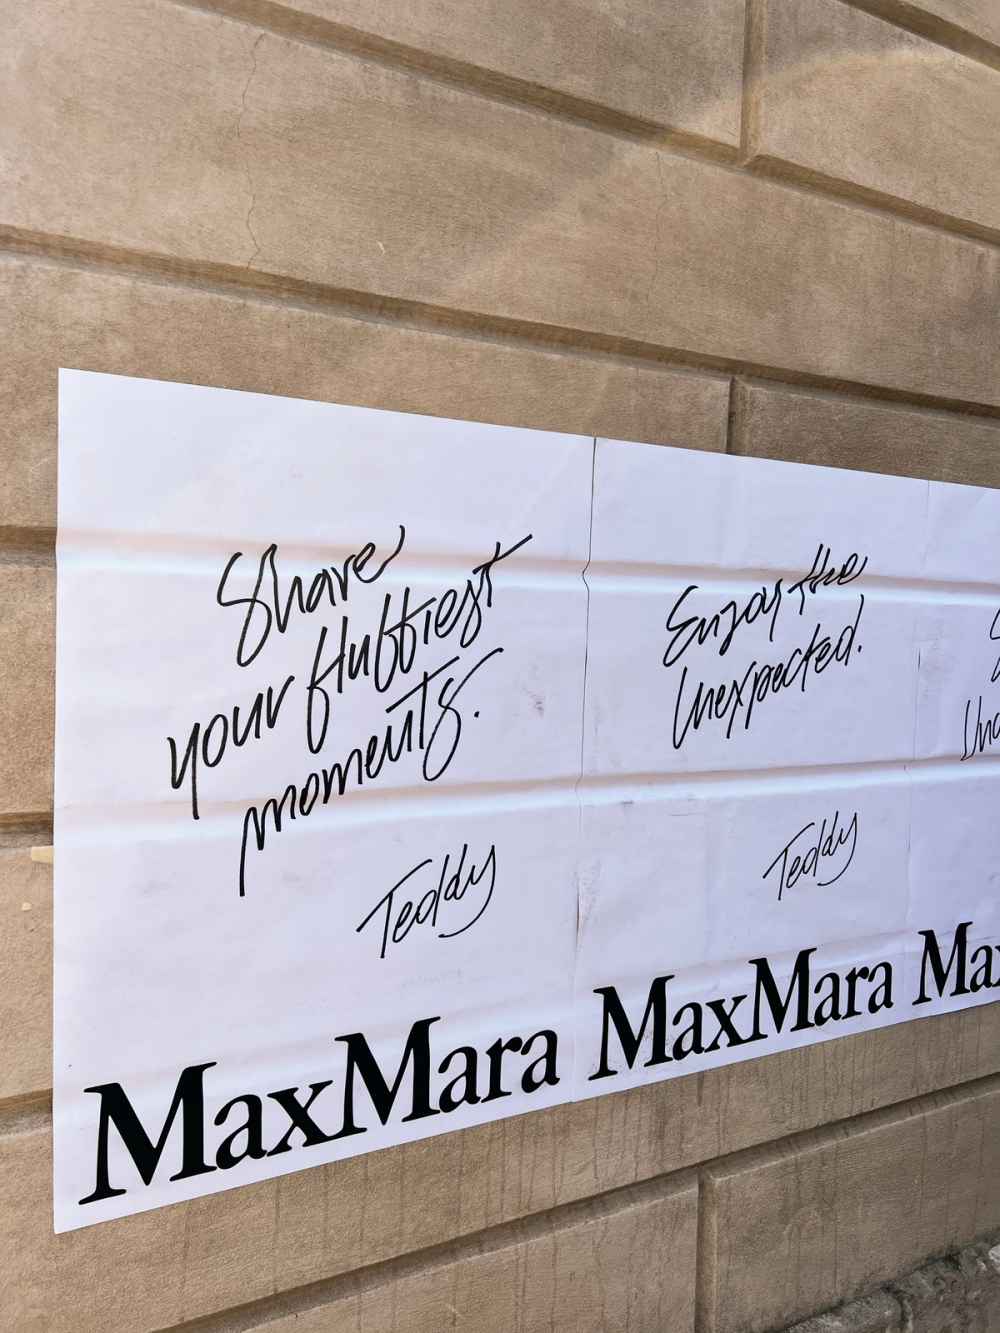 Share
your fluffiest
moments.
Teddy
MaxMara
Enjoy the
Unexpected.
Teddy
MaxMara